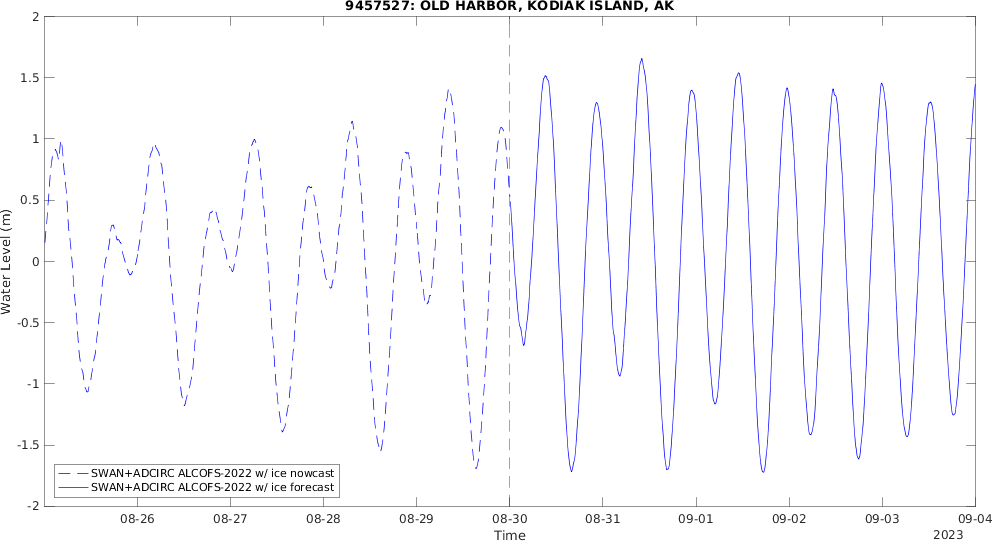 9457527: OLD HARBOR, KODIAK ISLAND, AK
2
1.5
1
0.5
0
-0.5
-1
-1.5
-2
Water Level (m)
SWAN+ADCIRC ALCOFS-2022 w/ ice nowcast
SWAN+ADCIRC ALCOFS-2022 w/ ice forecast
08-26 08-27 08-28 08-29 08-30 08-31 09-01 09-02 09-03 09-04
Time
2023